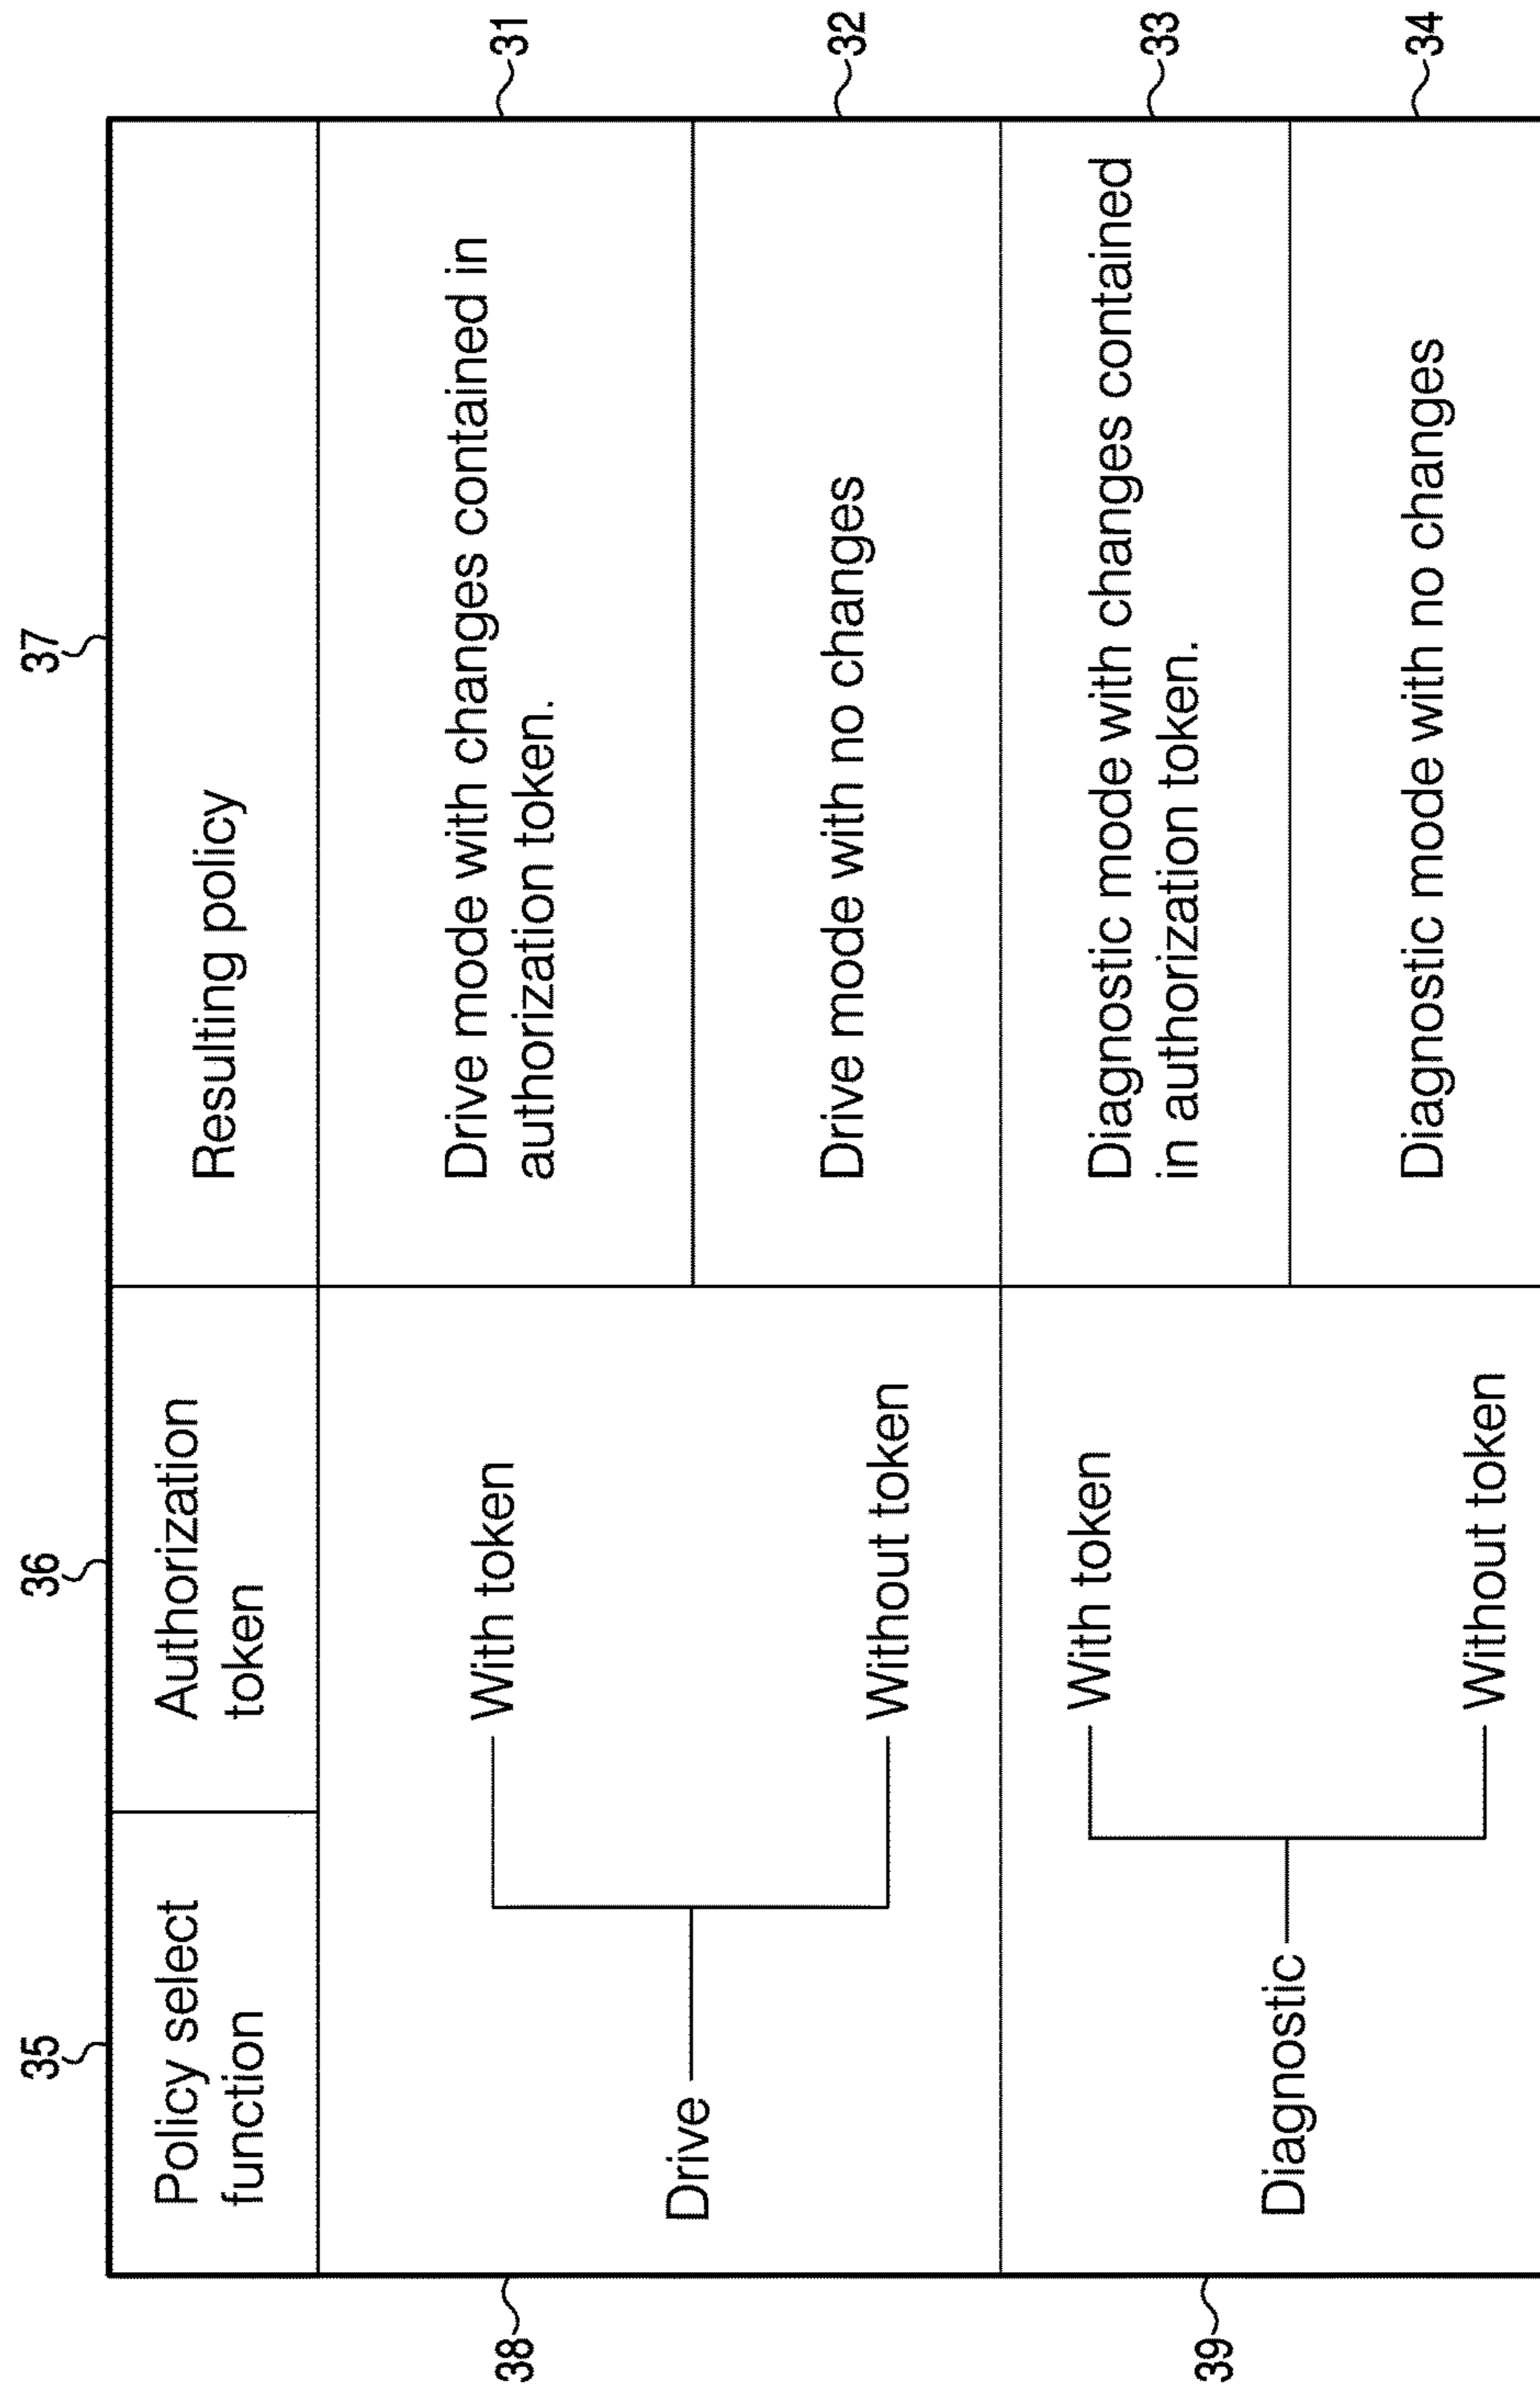 35
36
37
Policy select
function
Authorization
token
Resulting policy
38
Drive
With token
Drive mode with changes contained in
authorization token.
31
Without token
Drive mode with no changes
32
39
Diagnostic
With token
Diagnostic mode with changes contained
in authorization token.
33
Without token
Diagnostic mode with no changes
34